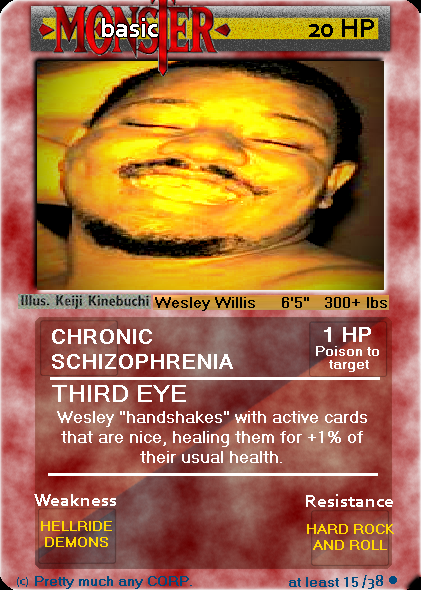 MONSTER
basic
20 HP
Illus. Keiji Kinebuchi Wesley Willis 6'5" 300+ lbs
CHRONIC
SCHIZOPHRENIA
1 HP
Poison to
target
THIRD EYE
Wesley "handshakes" with active cards
that are nice, healing them for +1% of
their usual health.
Weakness
HELLRIDE
DEMONS
Resistance
HARD ROCK
AND ROLL
(c) Pretty much any CORP. at least 15/38